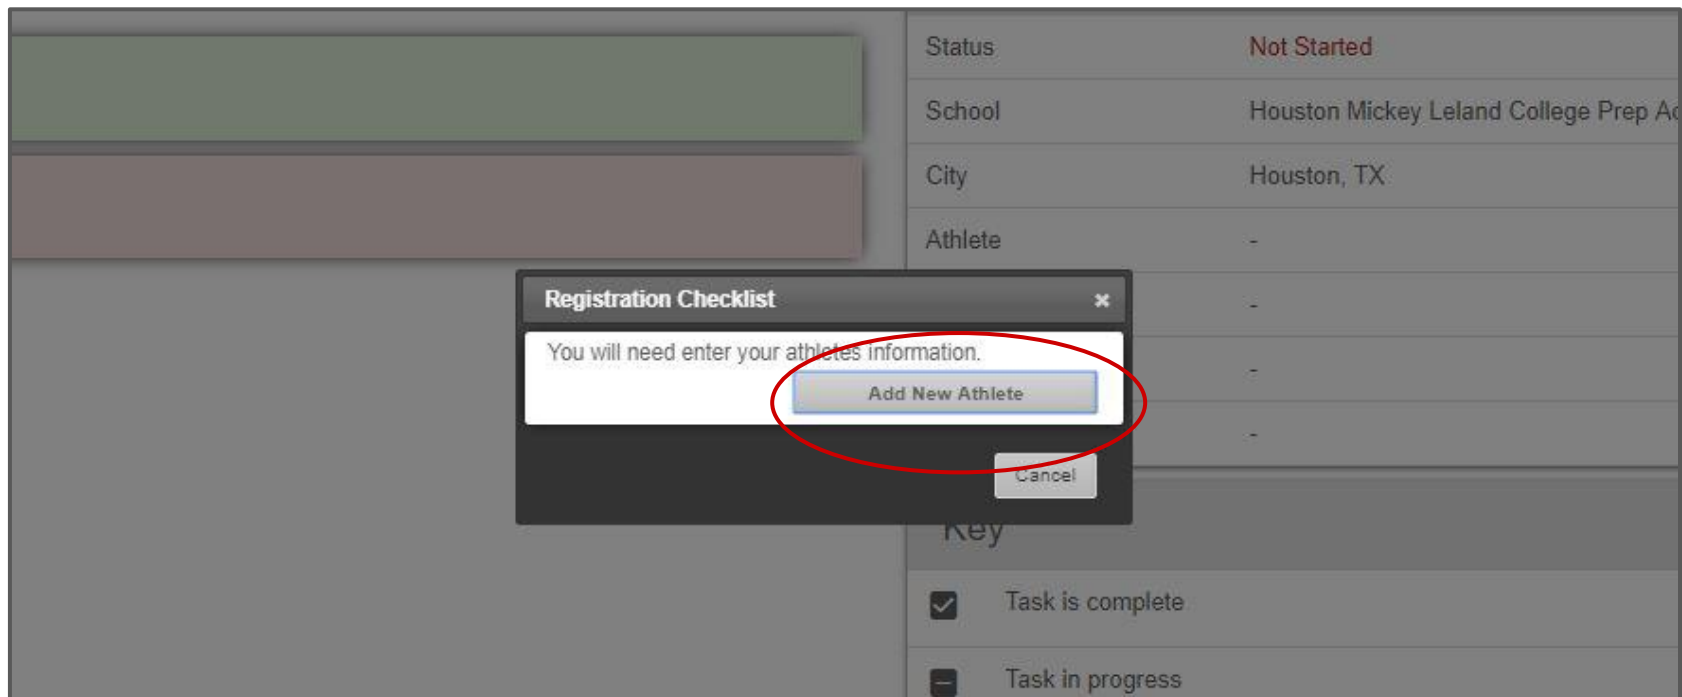 Status Not Started
School Houston Mickey Leland College Prep
City Houston, TX
Athlete -
Registration Checklist ×
-
You will need enter your athletes information.
-
Add New Athlete
-
Cancel
Key
Task is complete
Task in progress